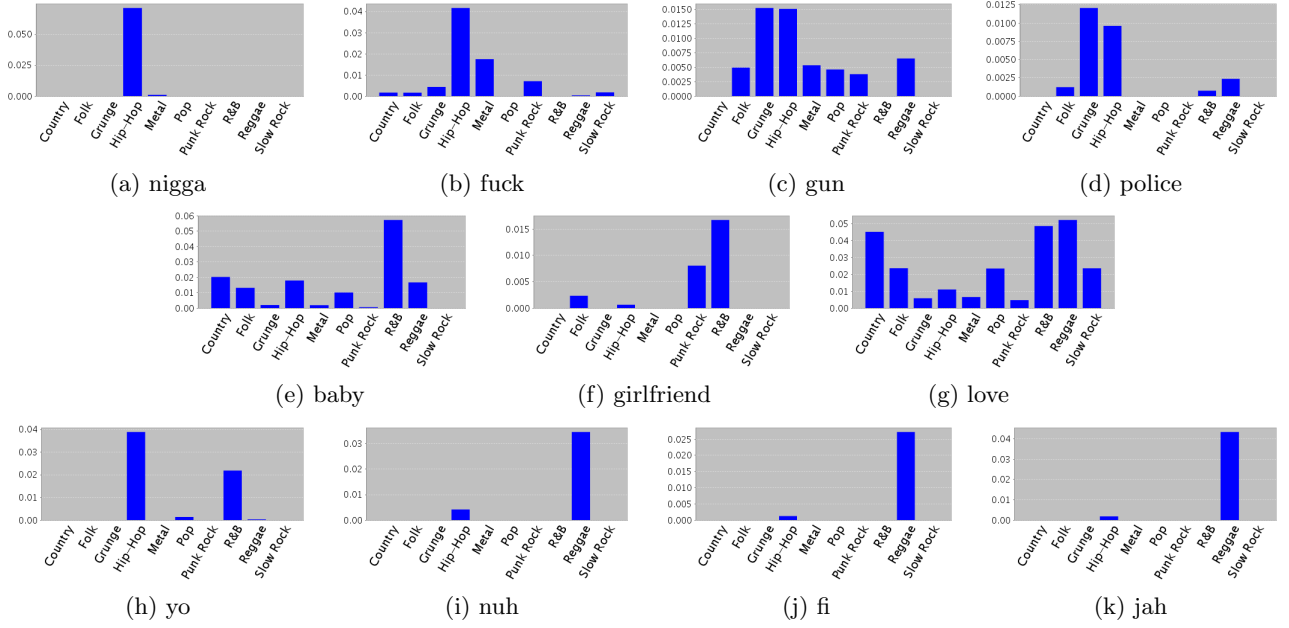 0.050
0.025
0.000
Country Folk Grunge Hip-Hop Metal Pop Punk Rock R&B Reggae Slow Rock
(a) nigga
0.04
0.03
0.02
0.01
0.00
Country Folk Grunge Hip-Hop Metal Pop Punk Rock R&B Reggae Slow Rock
(b) fuck
0.0150
0.0125
0.0100
0.0075
0.0050
0.0025
0.0000
Country Folk Grunge Hip-Hop Metal Pop Punk Rock R&B Reggae Slow Rock
(c) gun
0.0125
0.0100
0.0075
0.0050
0.0025
0.0000
Country Folk Grunge Hip-Hop Metal Pop Punk Rock R&B Reggae Slow Rock
(d) police
0.06
0.05
0.04
0.03
0.02
0.01
0.00
Country Folk Grunge Hip-Hop Metal Pop Punk Rock R&B Reggae Slow Rock
(e) baby
0.015
0.010
0.005
0.000
Country Folk Grunge Hip-Hop Metal Pop Punk Rock R&B Reggae Slow Rock
(f) girlfriend
0.05
0.04
0.03
0.02
0.01
0.00
Country Folk Grunge Hip-Hop Metal Pop Punk Rock R&B Reggae Slow Rock
(g) love
0.04
0.03
0.02
0.01
0.00
Country Folk Grunge Hip-Hop Metal Pop Punk Rock R&B Reggae Slow Rock
(h) yo
0.03
0.02
0.01
0.00
Country Folk Grunge Hip-Hop Metal Pop Punk Rock R&B Reggae Slow Rock
(i) nuh
0.025
0.020
0.015
0.010
0.005
0.000
Country Folk Grunge Hip-Hop Metal Pop Punk Rock R&B Reggae Slow Rock
(j) fi
0.04
0.03
0.02
0.01
0.00
Country Folk Grunge Hip-Hop Metal Pop Punk Rock R&B Reggae Slow Rock
(k) jah